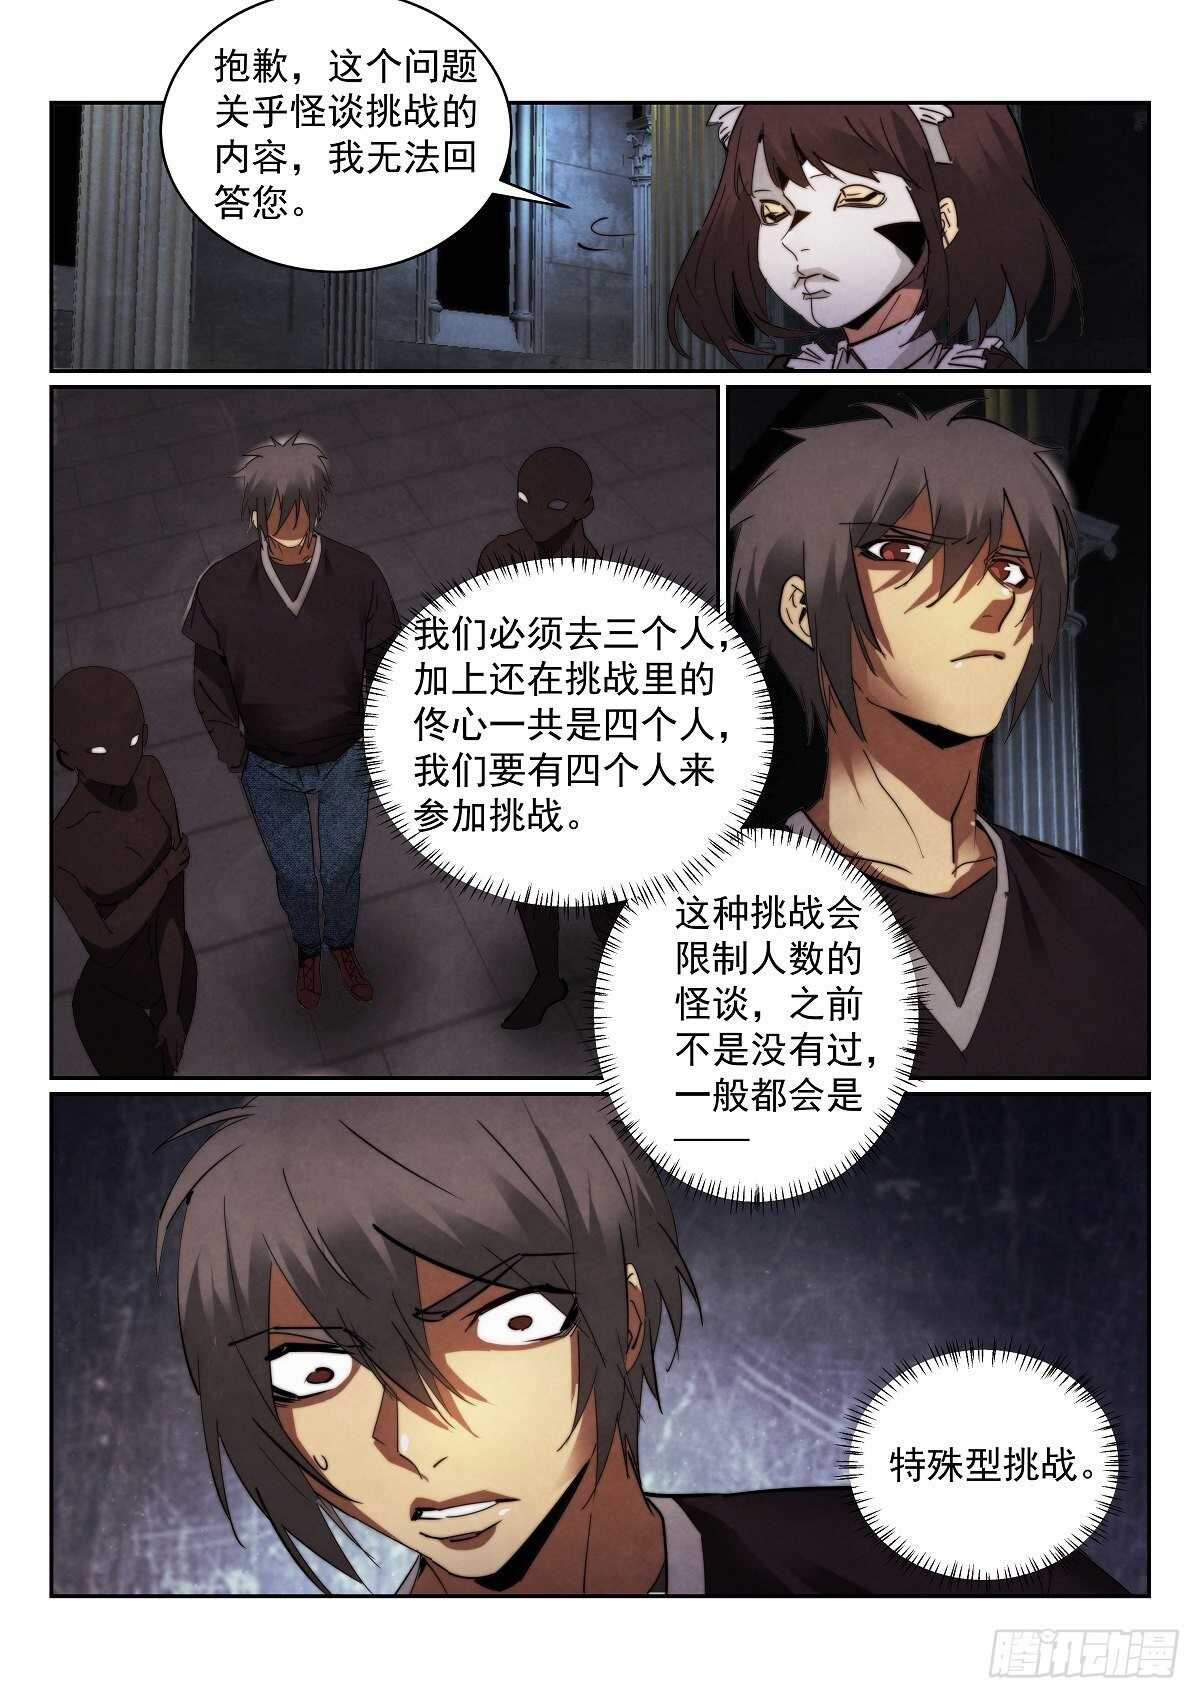 抱歉，这个问题
关乎怪谈挑战的
内容，我无法回
答您。
我们必须去三个人，
加上还在挑战里的
佟心一共是四个人，
我们要有四个人来
参加挑战。
这种挑战会
限制人数的
怪谈，之前
不是没有过，
一般都会是
——
特殊型挑战。
腾讯动漫